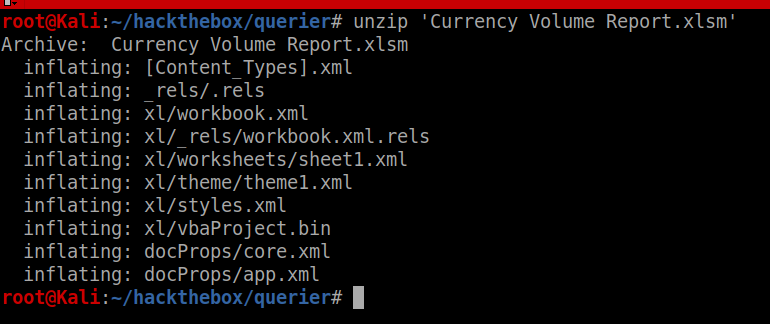 root@Kali:~/hackthebox/querier# unzip 'Currency Volume Report.xlsm'
Archive:  Currency Volume Report.xlsm
  inflating: [Content_Types].xml
  inflating: _rels/.rels
  inflating: xl/workbook.xml
  inflating: xl/_rels/workbook.xml.rels
  inflating: xl/worksheets/sheet1.xml
  inflating: xl/theme/theme1.xml
  inflating: xl/styles.xml
  inflating: xl/vbaProject.bin
  inflating: docProps/core.xml
  inflating: docProps/app.xml
root@Kali:~/hackthebox/querier#